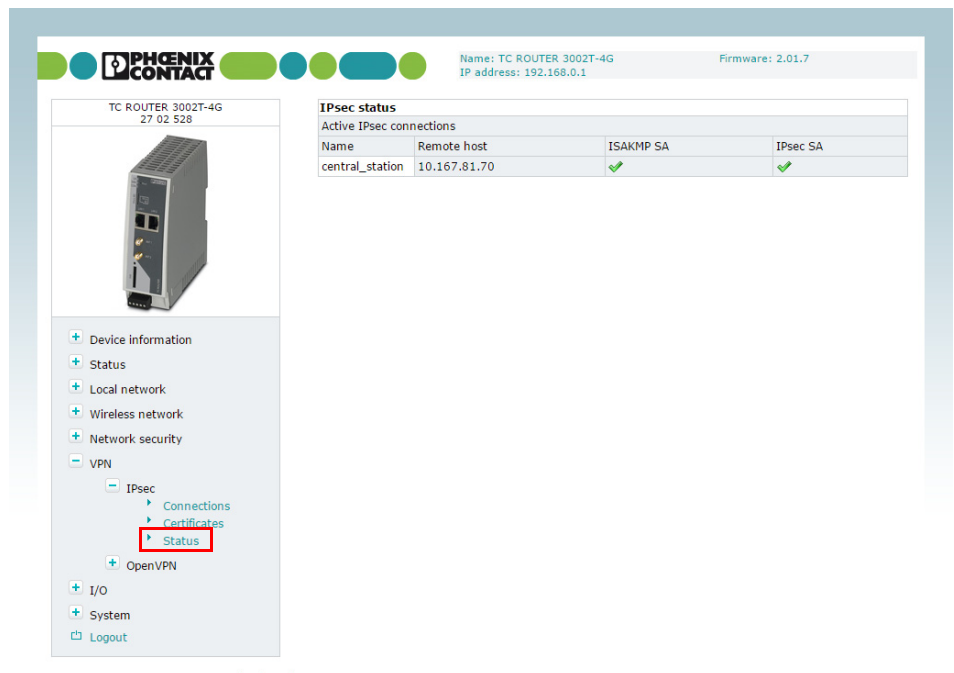 PHŒNIX
CONTACT
Name: TC ROUTER 3002T-4G
IP address: 192.168.0.1
Firmware: 2.01.7
TC ROUTER 3002T-4G
27 02 528
Device information
Status
Local network
Wireless network
Network security
VPN
IPsec
Connections
Certificates
Status
OpenVPN
I/O
System
Logout
IPsec status
Active IPsec connections
Name Remote host ISAKMP SA IPsec SA
central_station 10.167.81.70